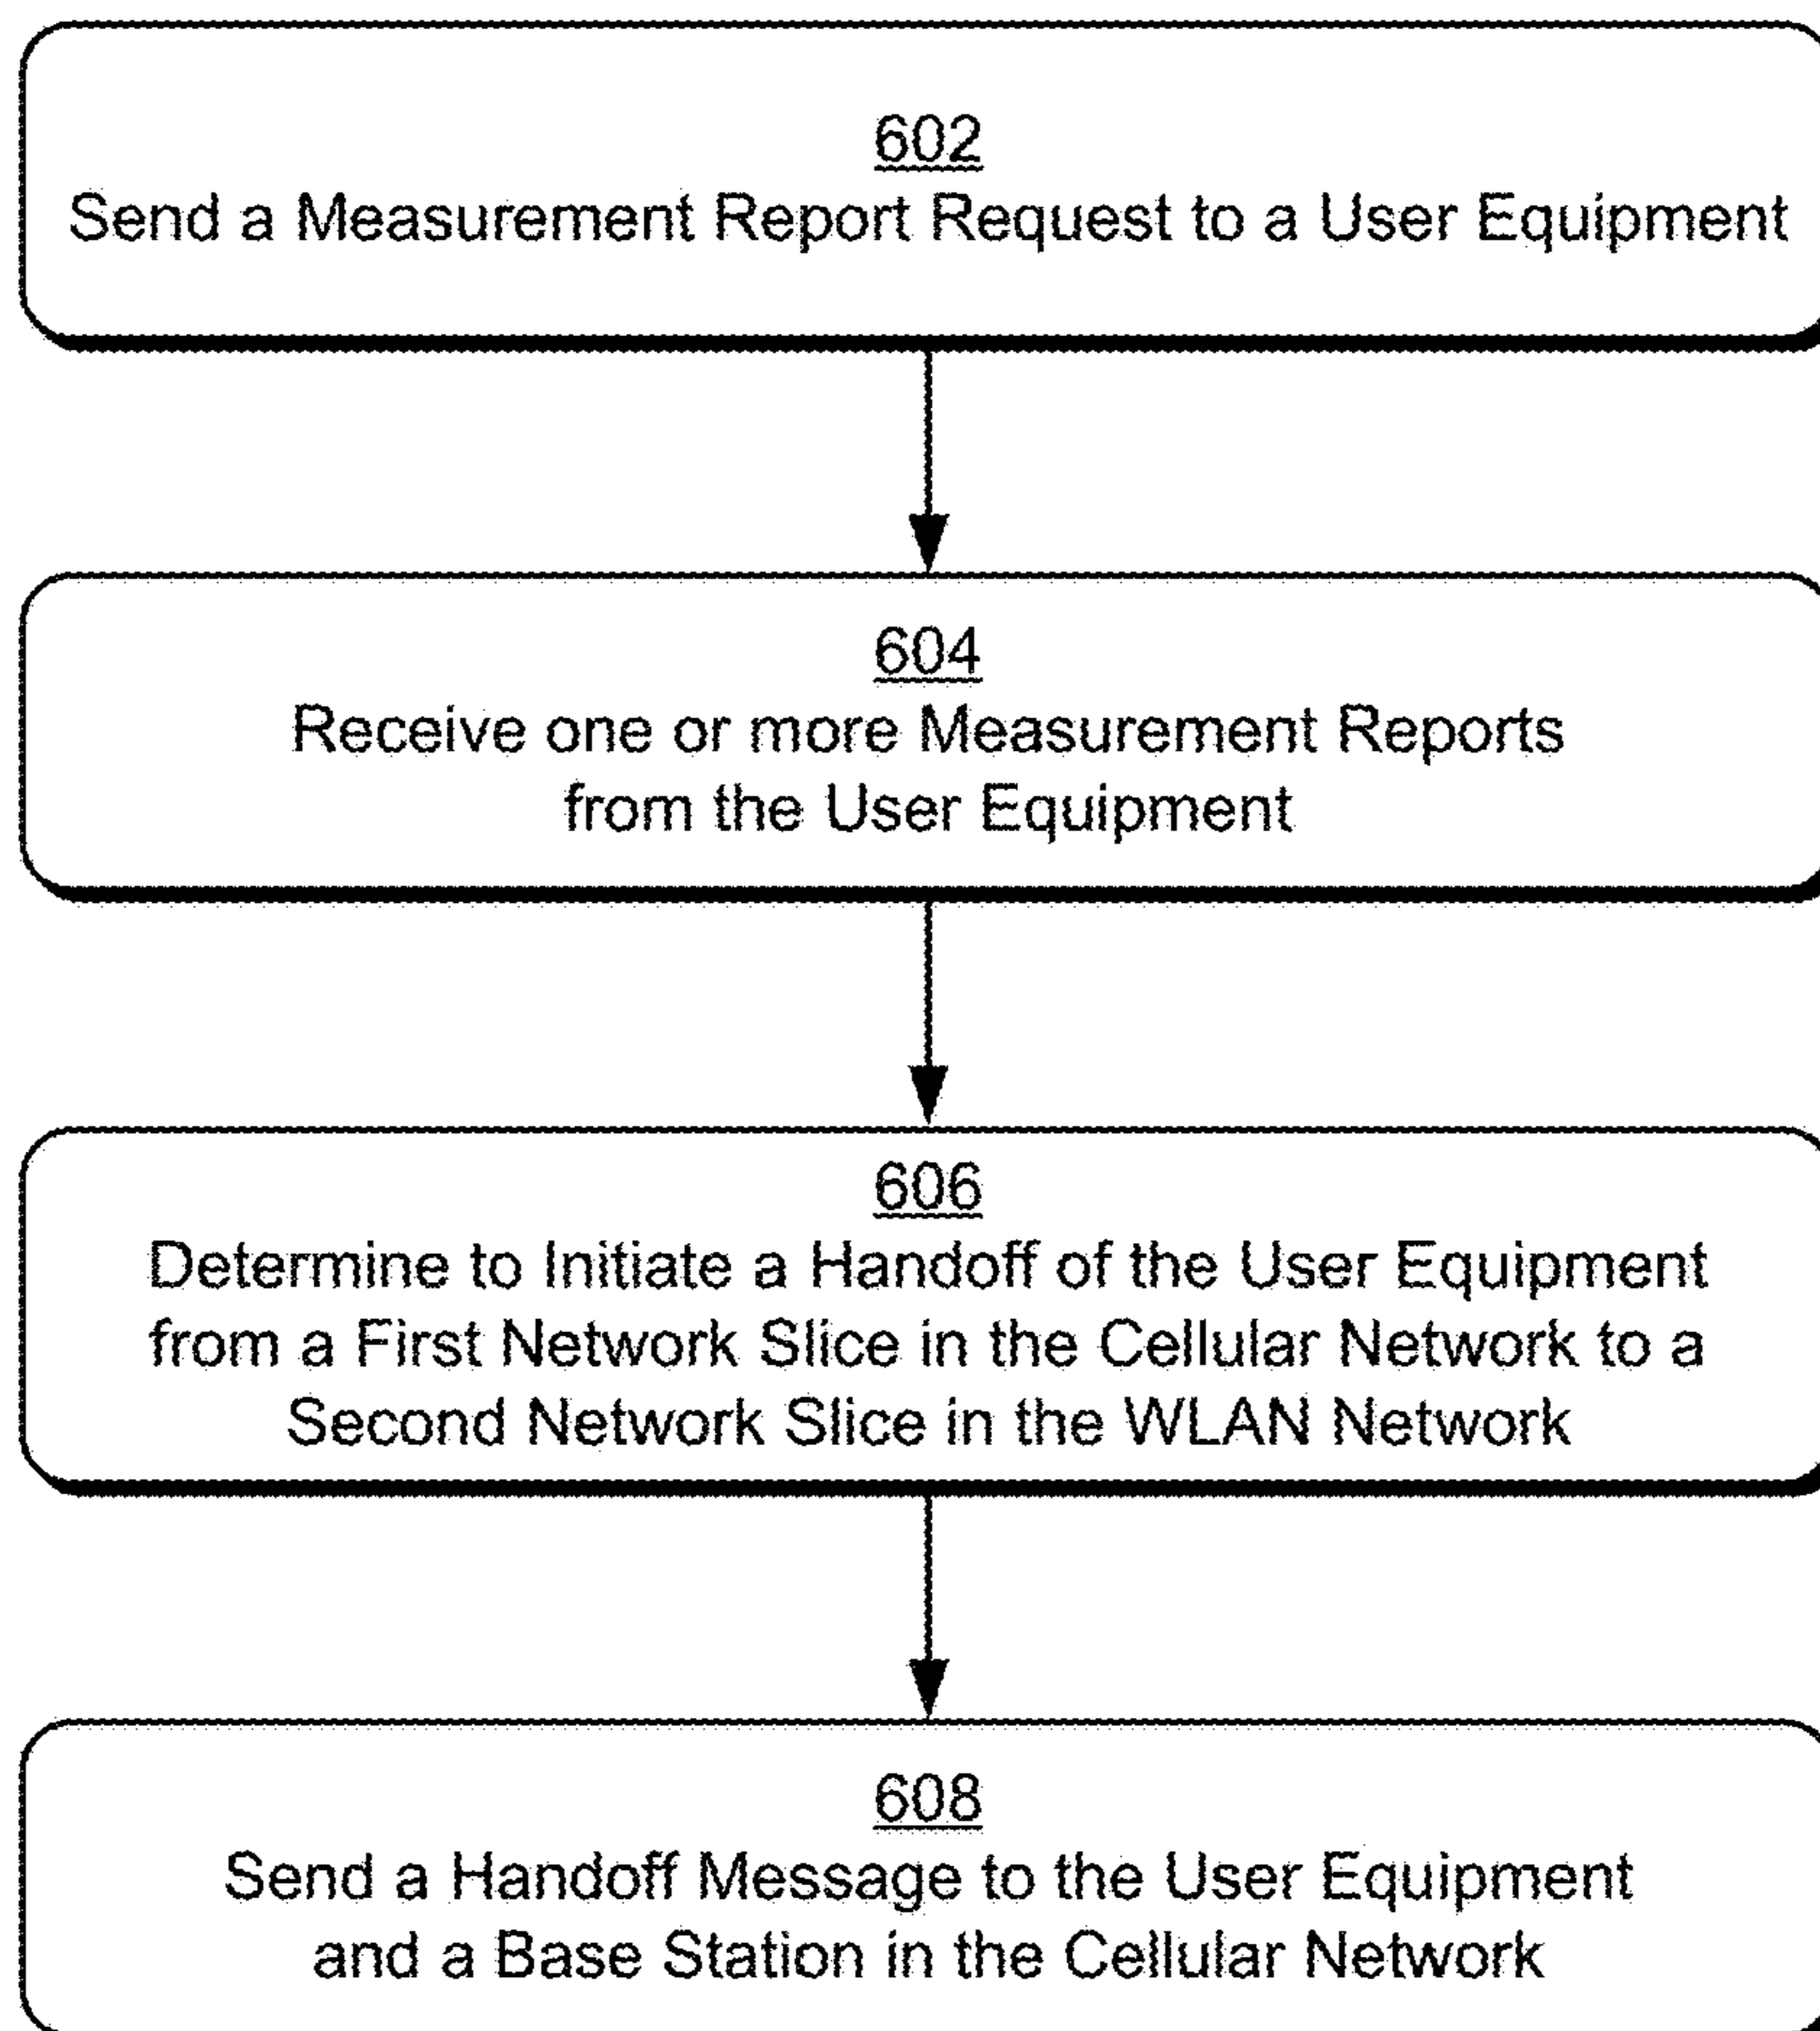 602
Send a Measurement Report Request to a User Equipment
604
Receive one or more Measurement Reports
from the User Equipment
606
Determine to Initiate a Handoff of the User Equipment
from a First Network Slice in the Cellular Network to a
Second Network Slice in the WLAN Network
608
Send a Handoff Message to the User Equipment
and a Base Station in the Cellular Network